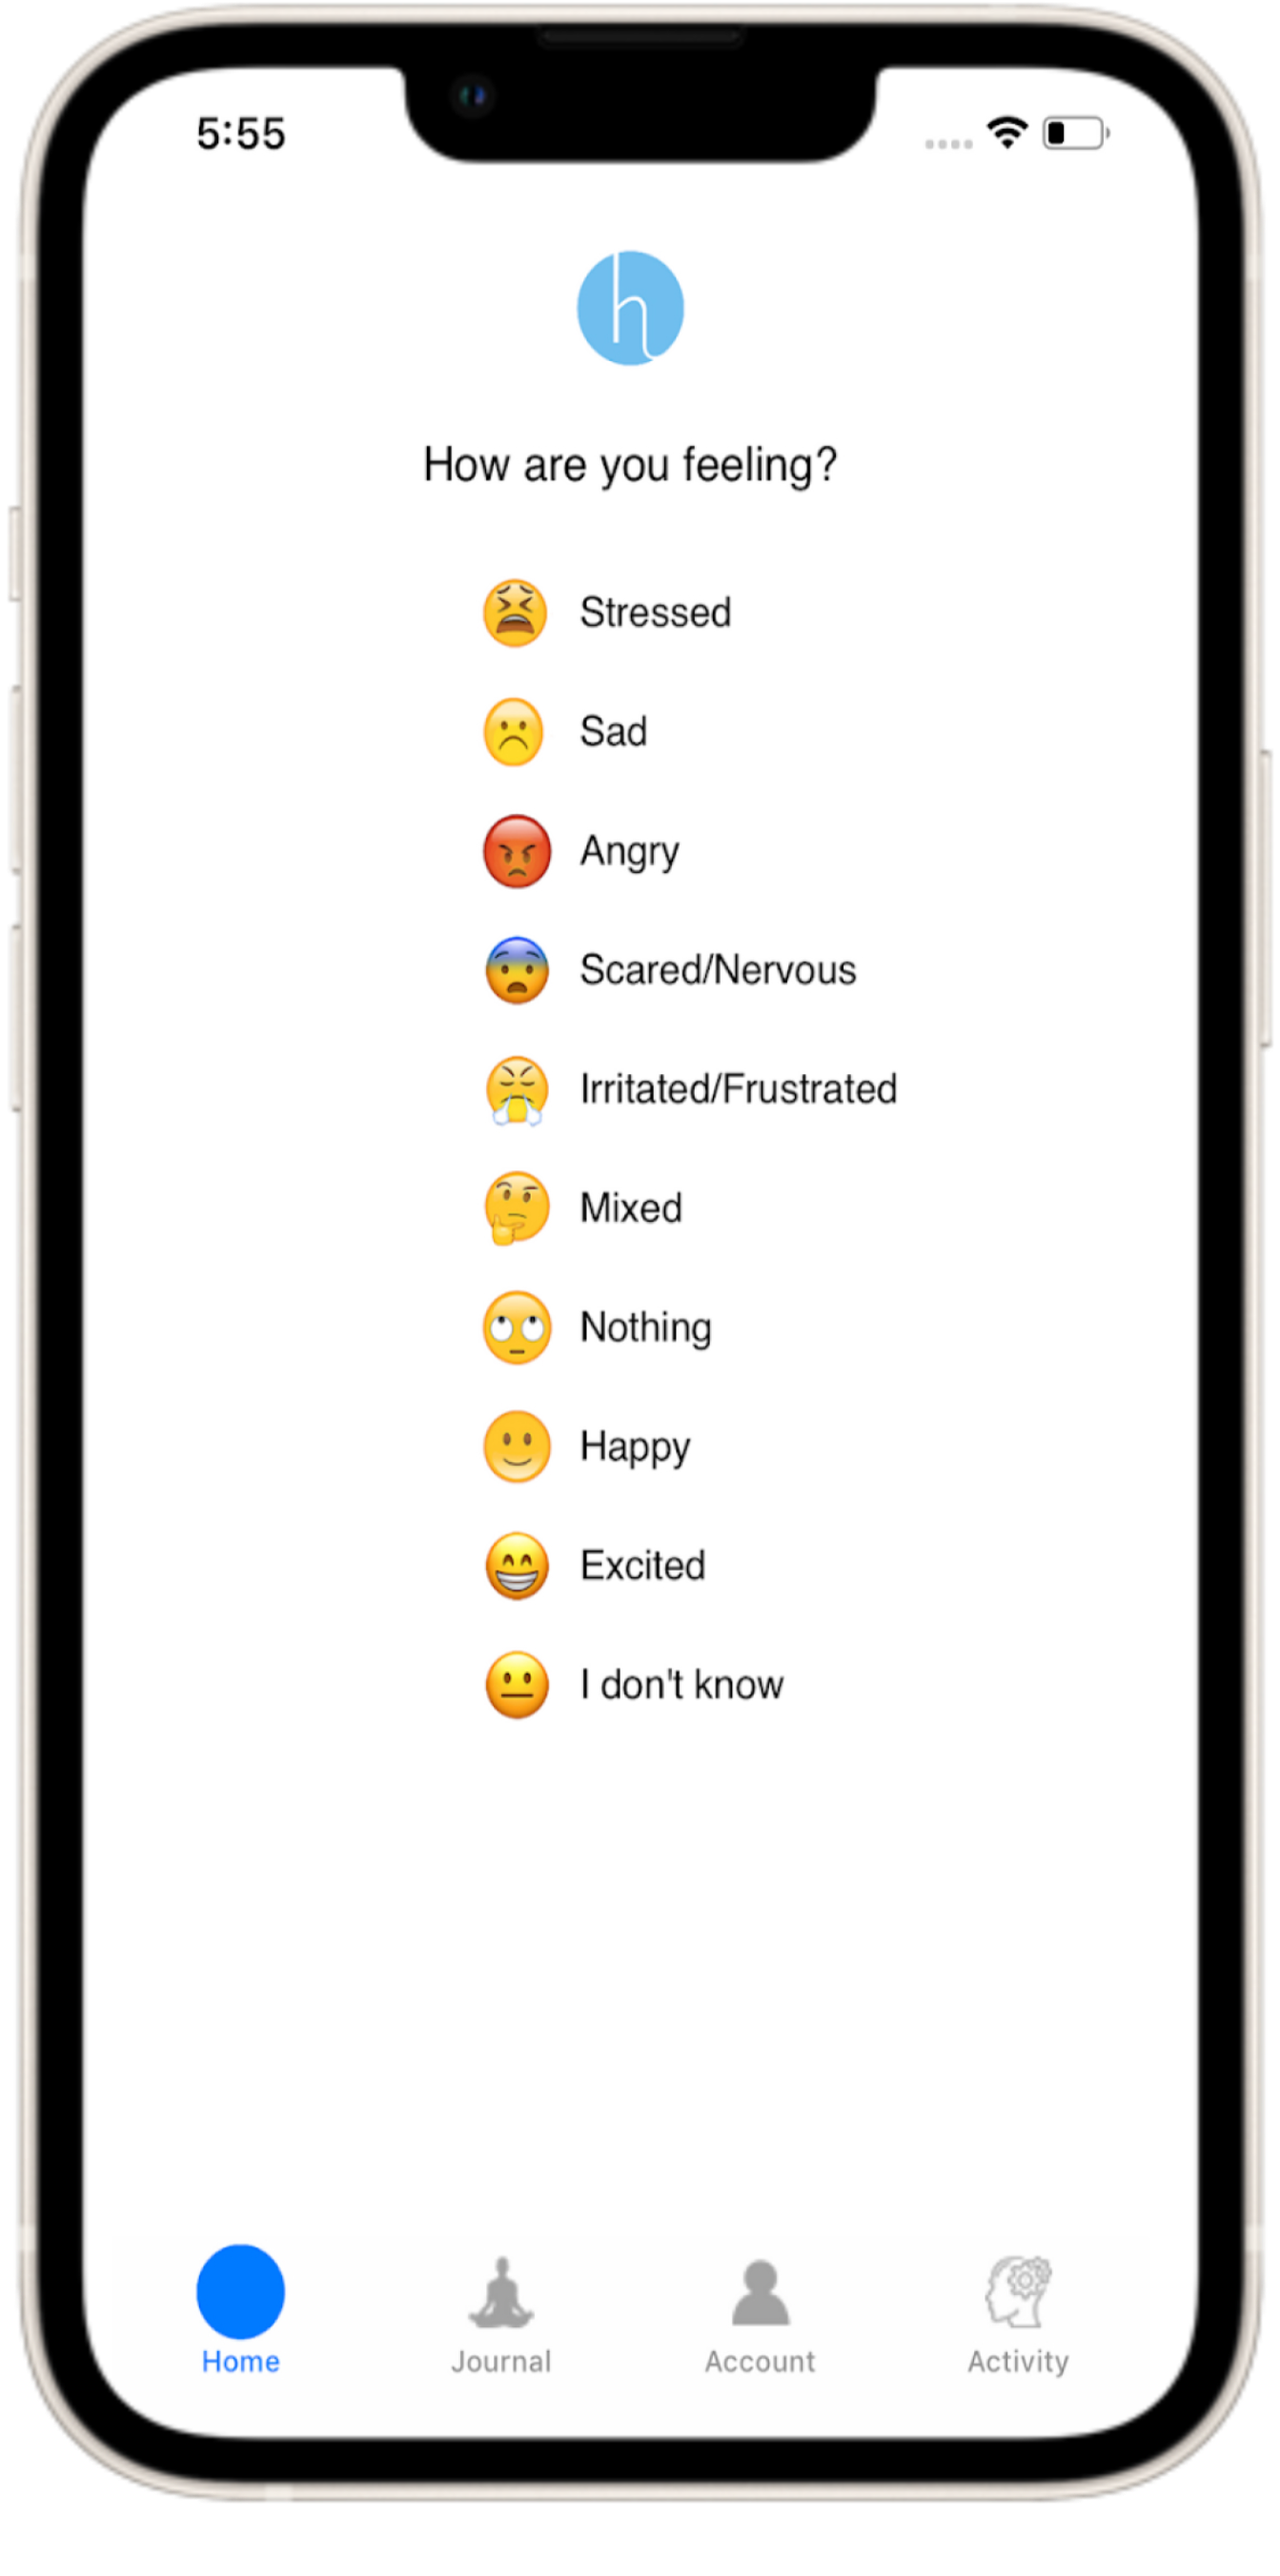 5:55
h
How are you feeling?
Stressed
Sad
Angry
Scared/Nervous
Irritated/Frustrated
Mixed
Nothing
Happy
Excited
I don't know
Home Journal Account Activity